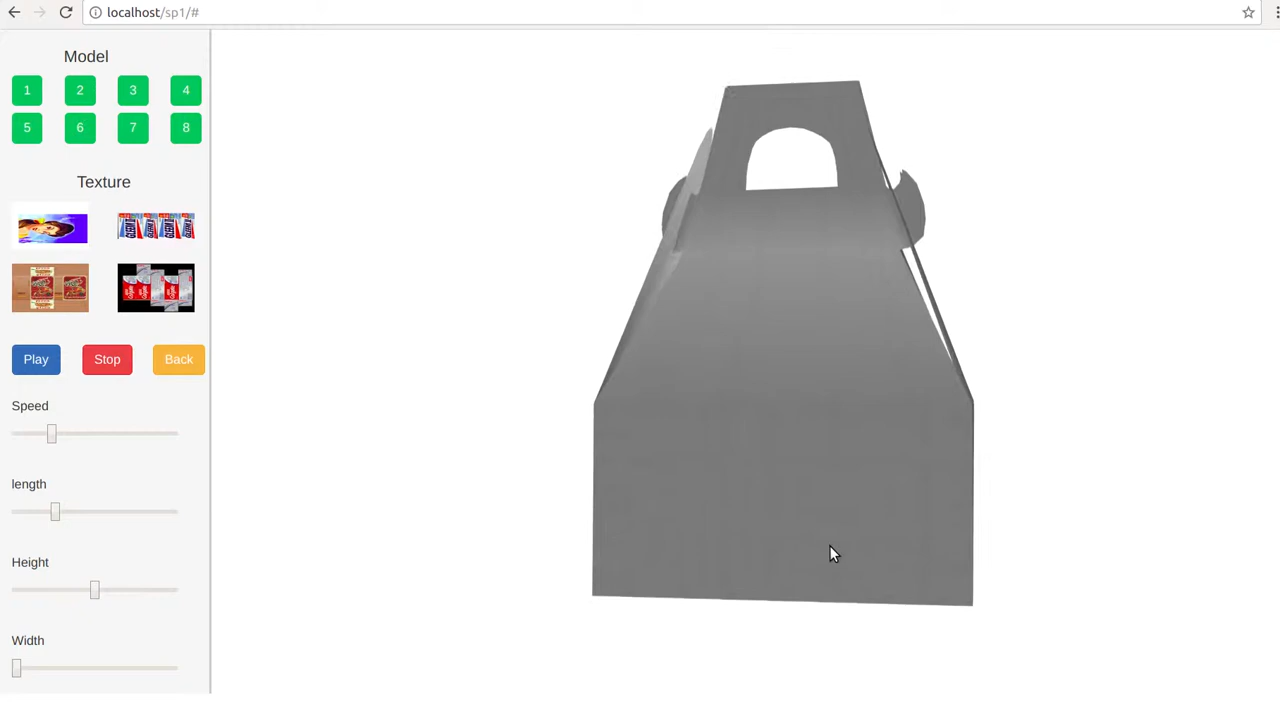 localhost/sp1/#
Model
1 2 3 4
5 6 7 8
Texture
Play Stop Back
Speed
length
Height
Width